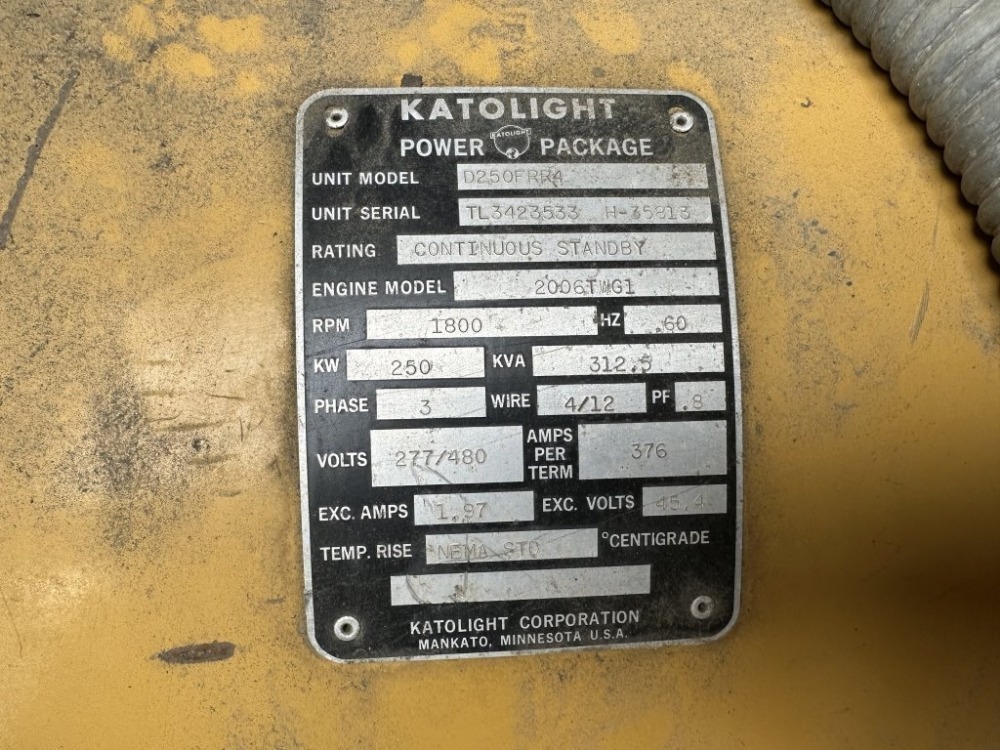 KATOLIGHT
POWER KATOLIGHT PACKAGE
UNIT MODEL D250FRR4
UNIT SERIAL TL3423533 H-35813
RATING CONTINUOUS STANDBY
ENGINE MODEL 2006TWG1
RPM 1800 HZ .60
KW 250 KVA 312.5
PHASE 3 WIRE 4/12 PF .8
VOLTS 277/480 AMPS PER TERM 376
EXC. AMPS 1.97 EXC. VOLTS 45.4
TEMP. RISE NEMA STD °CENTIGRADE
KATOLIGHT CORPORATION
MANKATO, MINNESOTA U.S.A.